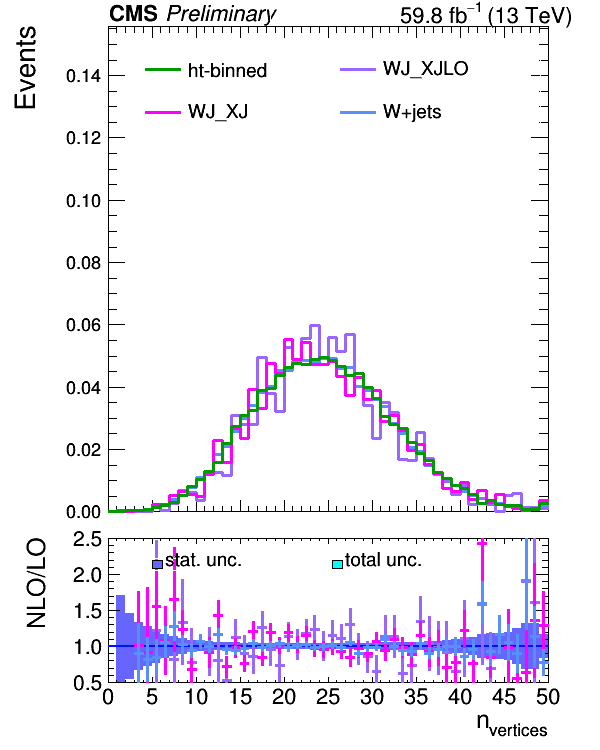 CMS Preliminary 59.8 fb⁻¹ (13 TeV)
Events
ht-binned WJ_XJLO
WJ_XJ W+jets
0.14
0.12
0.10
0.08
0.06
0.04
0.02
0.00
NLO/LO
stat. unc. total unc.
2.5
2.0
1.5
1.0
0.5
0 5 10 15 20 25 30 35 40 45 50
n_vertices